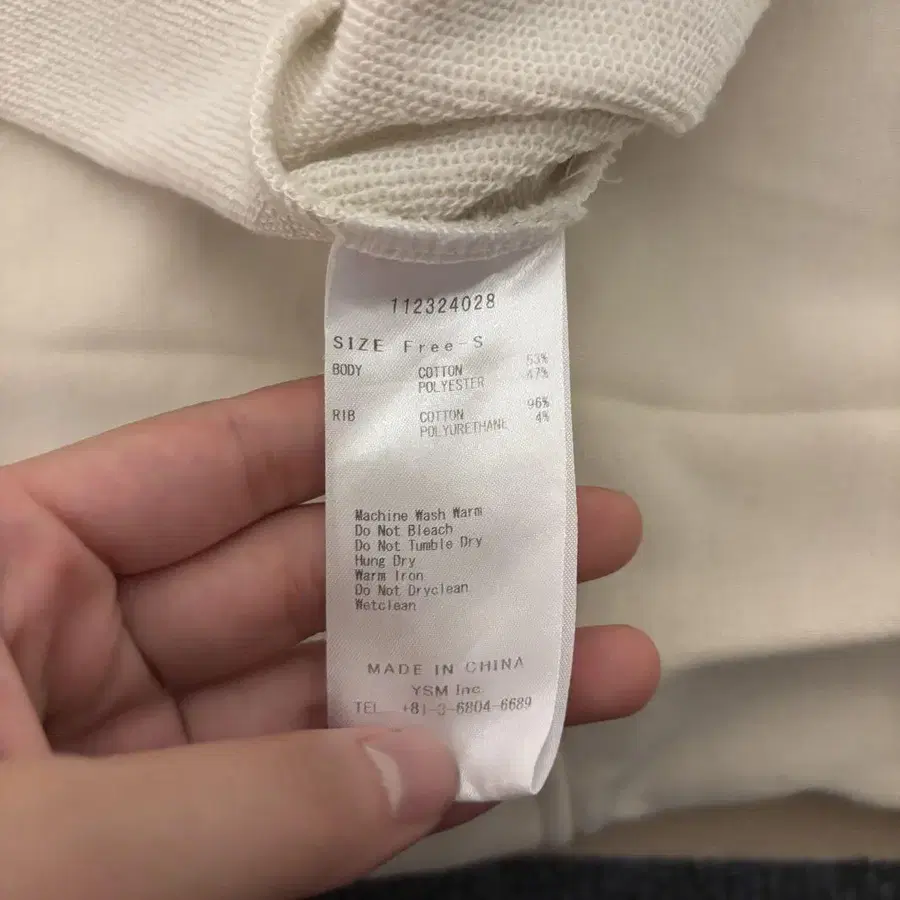 112324028
SIZE Free-S
BODY COTTON 53%
POLYESTER 47%
RIB COTTON 96%
POLYURETHANE 4%
Machine Wash Warm
Do Not Bleach
Do Not Tumble Dry
Hung Dry
Warm Iron
Do Not Dryclean
Wetclean
MADE IN CHINA
YSM Inc.
TEL +81-3-6804-6689